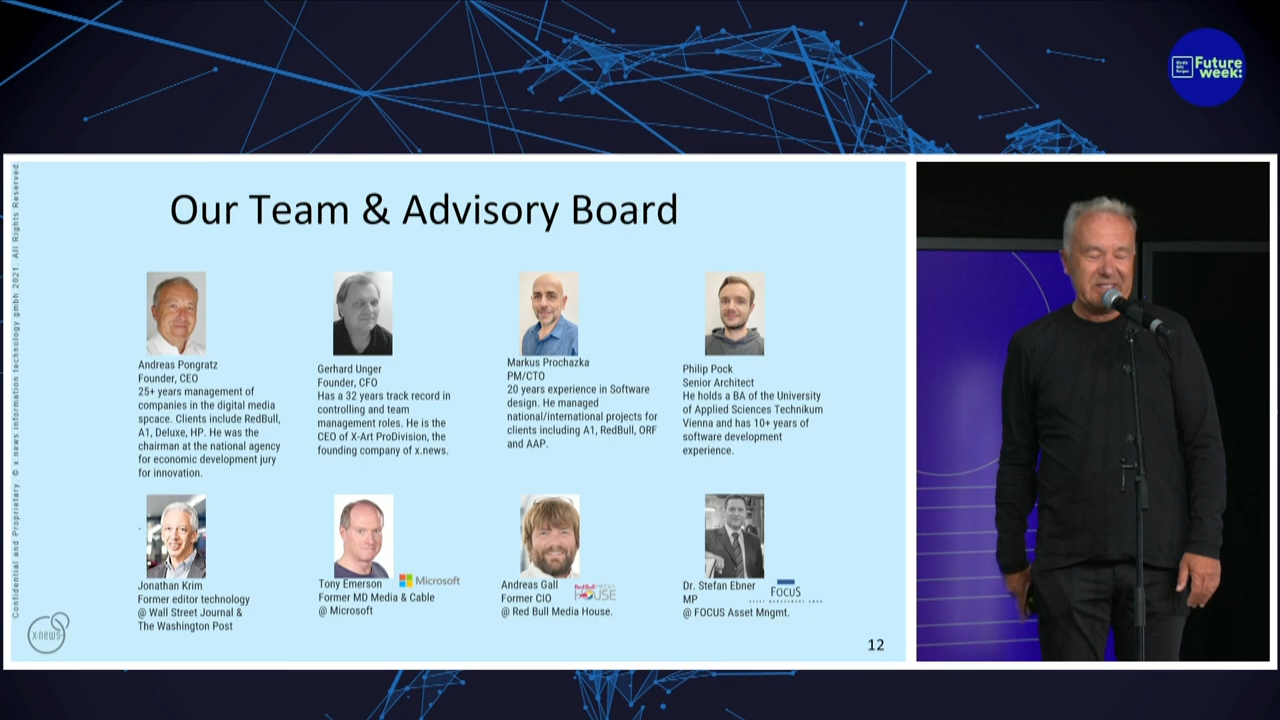 Future
week:
Confidential and Proprietary. © x.news information technology gmbh 2021. All Rights Reserved.
Our Team & Advisory Board
Andreas Pongratz
Founder, CEO
25+ years management of
companies in the digital media
spcace. Clients include RedBull,
A1, Deluxe, HP. He was the
chairman at the national agency
for economic development jury
for innovation.
Gerhard Unger
Founder, CFO
Has a 32 years track record in
controlling and team
management roles. He is the
CEO of X-Art ProDivision, the
founding company of x.news.
Markus Prochazka
PM/CTO
20 years experience in Software
design. He managed
national/international projects for
clients including A1, RedBull, ORF
and AAP.
Philip Pock
Senior Architect
He holds a BA of the University
of Applied Sciences Technikum
Vienna and has 10+ years of
software development
experience.
Jonathan Krim
Former editor technology
@ Wall Street Journal &
The Washington Post
Tony Emerson
Former MD Media & Cable
@ Microsoft
Microsoft
Andreas Gall
Former CIO
@ Red Bull Media House.
Red Bull MEDIA
HOUSE
Dr. Stefan Ebner
MP
@ FOCUS Asset Mngmt.
FOCUS
ASSET MANAGEMENT GMBH
x-news
12